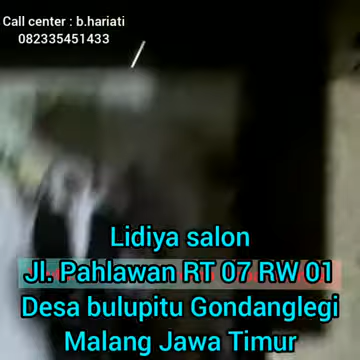 Call center : b.hariati
082335451433
Lidiya salon
Jl. Pahlawan RT 07 RW 01
Desa bulupitu Gondanglegi
Malang Jawa Timur